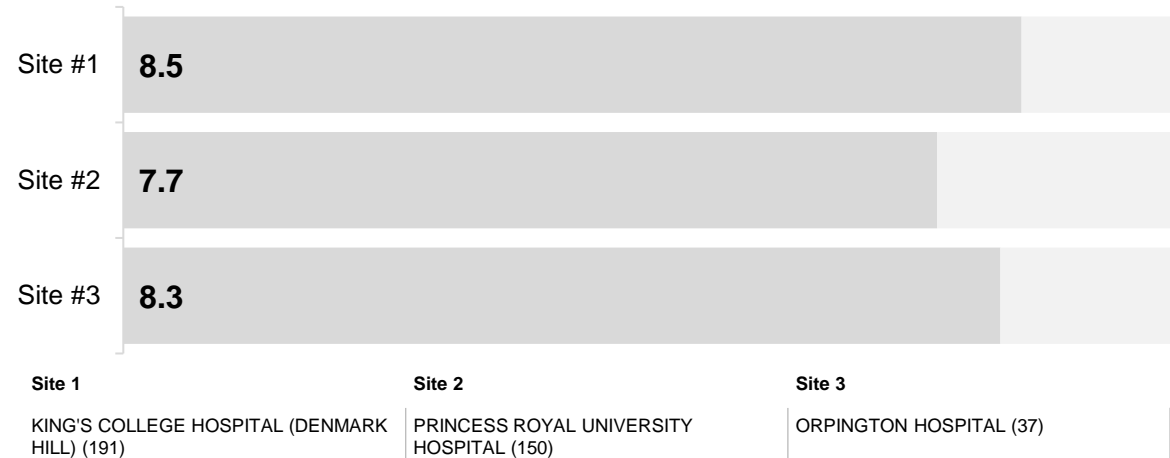 Site #1
8.5
Site #2
7.7
Site #3
8.3
Site 1
KING'S COLLEGE HOSPITAL (DENMARK
HILL) (191)
Site 2
PRINCESS ROYAL UNIVERSITY
HOSPITAL (150)
Site 3
ORPINGTON HOSPITAL (37)